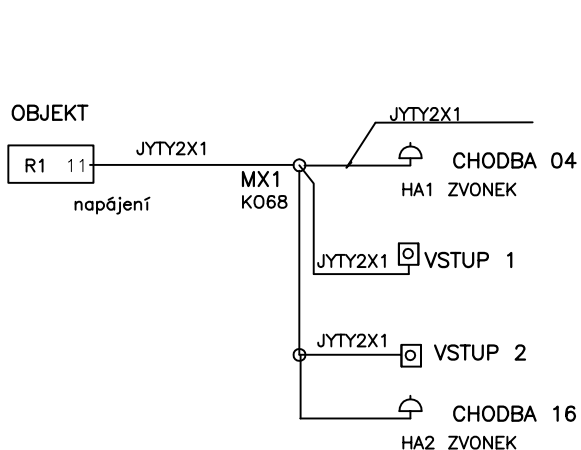 OBJEKT
JYTY2X1
JYTY2X1
R1 11
CHODBA 04
napájení
MX1
KO68
HA1 ZVONEK
JYTY2X1
VSTUP 1
JYTY2X1
VSTUP 2
CHODBA 16
HA2 ZVONEK